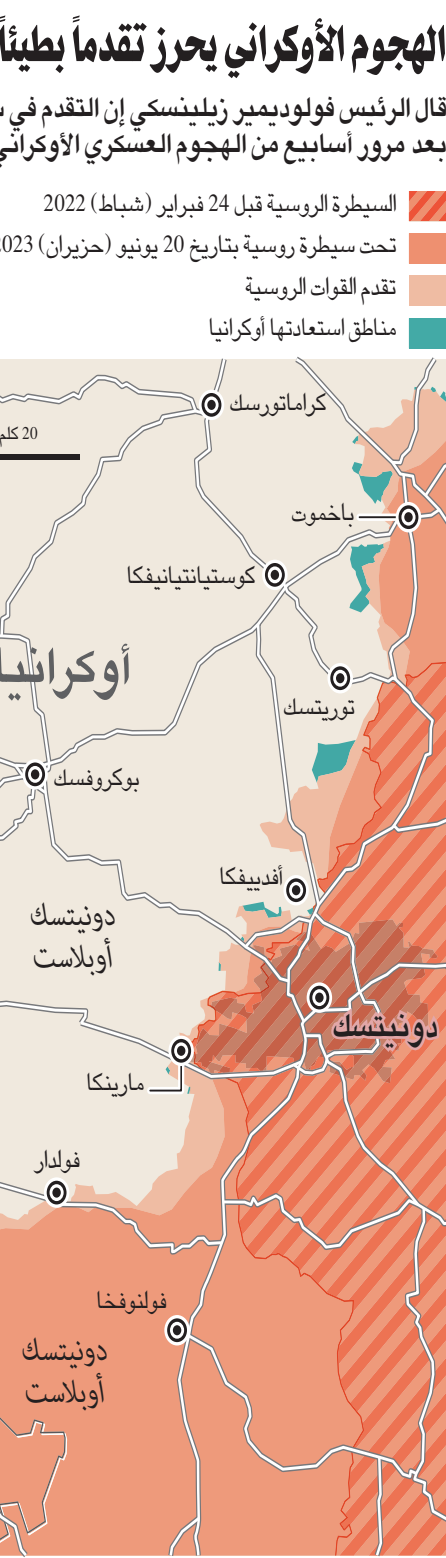 الهجوم الأوكراني يحرز تقدماً بطيئاً
قال الرئيس فولوديمير زيلينسكي إن التقدم في
بعد مرور أسابيع من الهجوم العسكري الأوكراني
السيطرة الروسية قبل 24 فبراير (شباط) 2022
تحت سيطرة روسية بتاريخ 20 يونيو (حزيران) 2023
تقدم القوات الروسية
مناطق استعادتها أوكرانيا
كراماتورسك
20 كلم
باخموت
كوستيانتيانيفكا
أوكرانيا
توريتسك
بوكروفسك
أفدييفكا
دونيتسك
أوبلاست
دونيتسك
مارينكا
فولدار
فولنوفخا
دونيتسك
أوبلاست